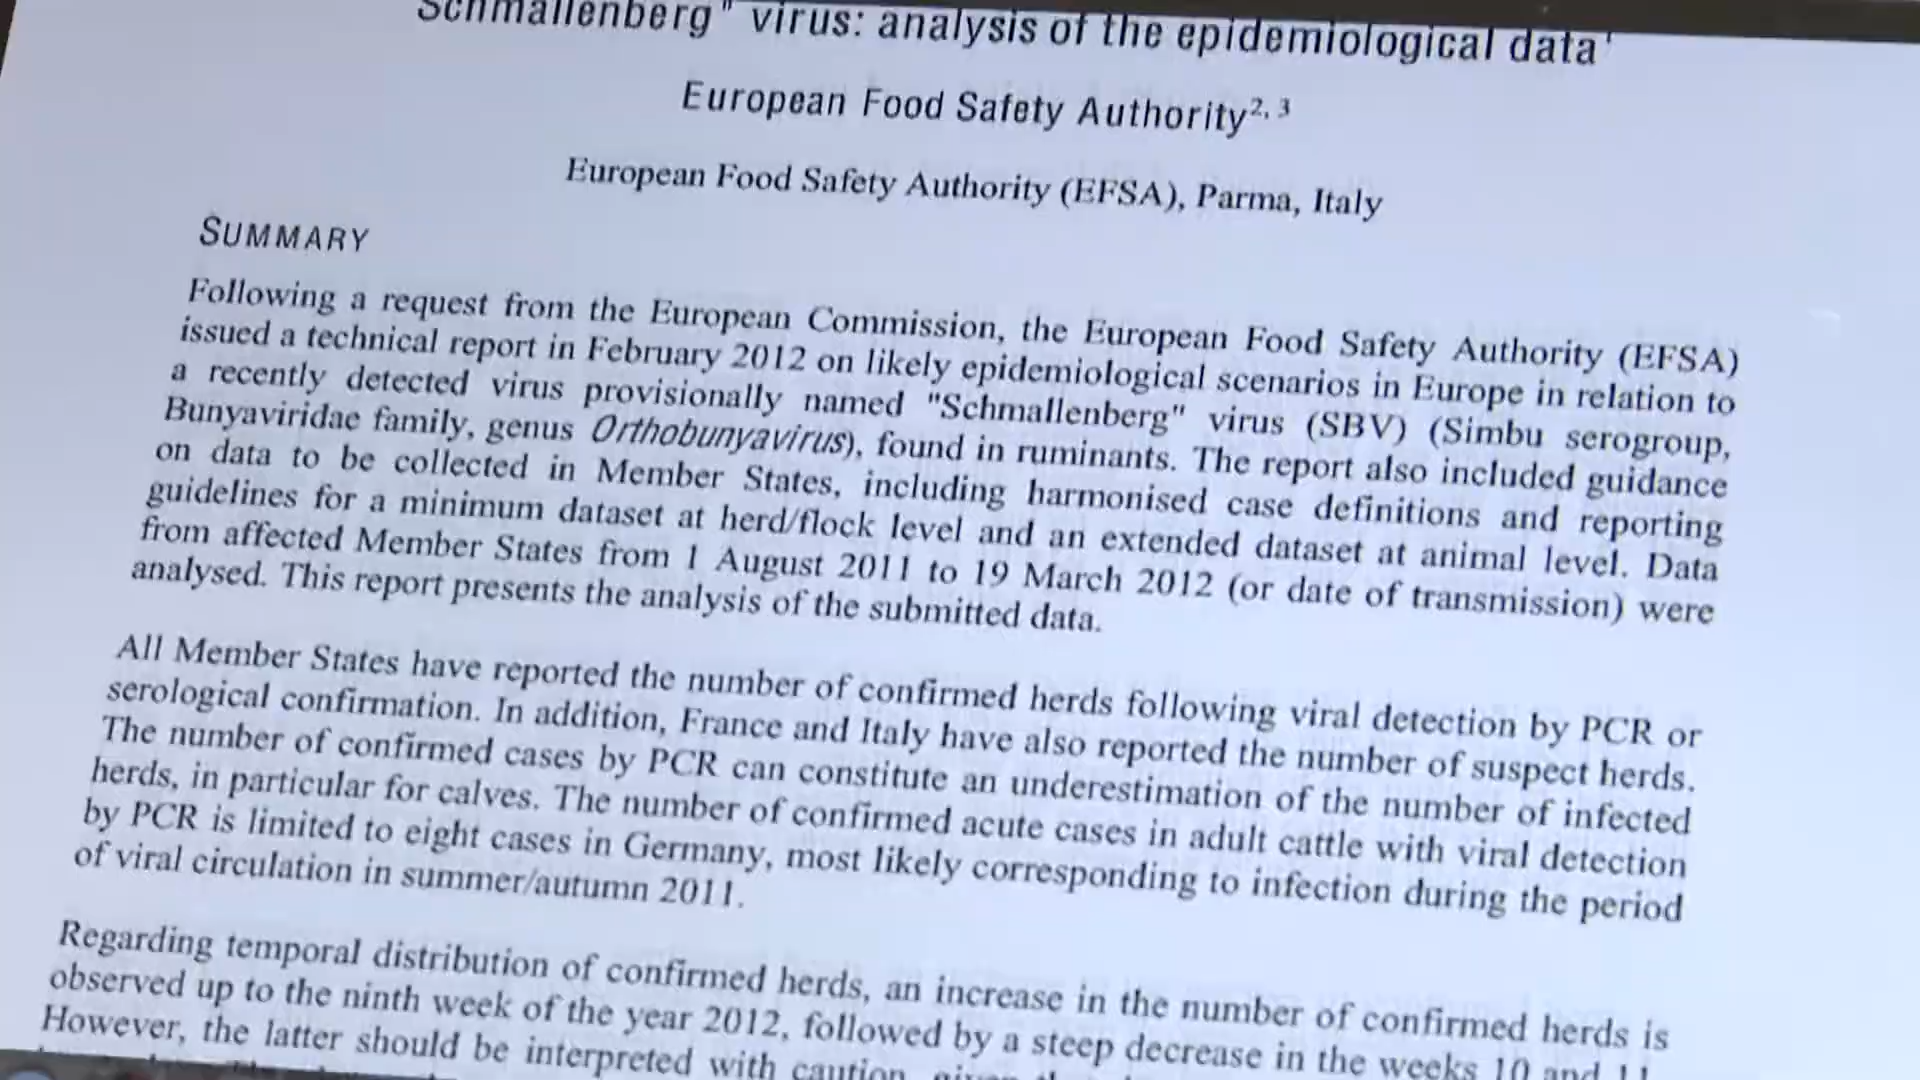 Schmallenberg" virus: analysis of the epidemiological data¹
European Food Safety Authority², ³
European Food Safety Authority (EFSA), Parma, Italy
SUMMARY
Following a request from the European Commission, the European Food Safety Authority (EFSA)
issued a technical report in February 2012 on likely epidemiological scenarios in Europe in relation to
a recently detected virus provisionally named "Schmallenberg" virus (SBV) (Simbu serogroup,
Bunyaviridae family, genus Orthobunyavirus), found in ruminants. The report also included guidance
on data to be collected in Member States, including harmonised case definitions and reporting
guidelines for a minimum dataset at herd/flock level and an extended dataset at animal level. Data
from affected Member States from 1 August 2011 to 19 March 2012 (or date of transmission) were
analysed. This report presents the analysis of the submitted data.
All Member States have reported the number of confirmed herds following viral detection by PCR or
serological confirmation. In addition, France and Italy have also reported the number of suspect herds.
The number of confirmed cases by PCR can constitute an underestimation of the number of infected
herds, in particular for calves. The number of confirmed acute cases in adult cattle with viral detection
by PCR is limited to eight cases in Germany, most likely corresponding to infection during the period
of viral circulation in summer/autumn 2011.
Regarding temporal distribution of confirmed herds, an increase in the number of confirmed herds is
observed up to the ninth week of the year 2012, followed by a steep decrease in the weeks 10 and 11.
However, the latter should be interpreted with caution,